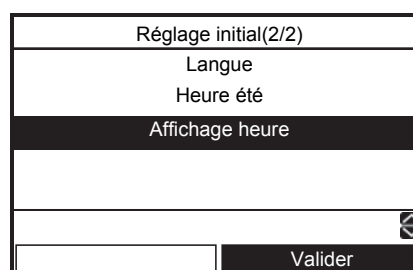 Réglage initial(2/2)
Langue
Heure été
Affichage heure
Valider